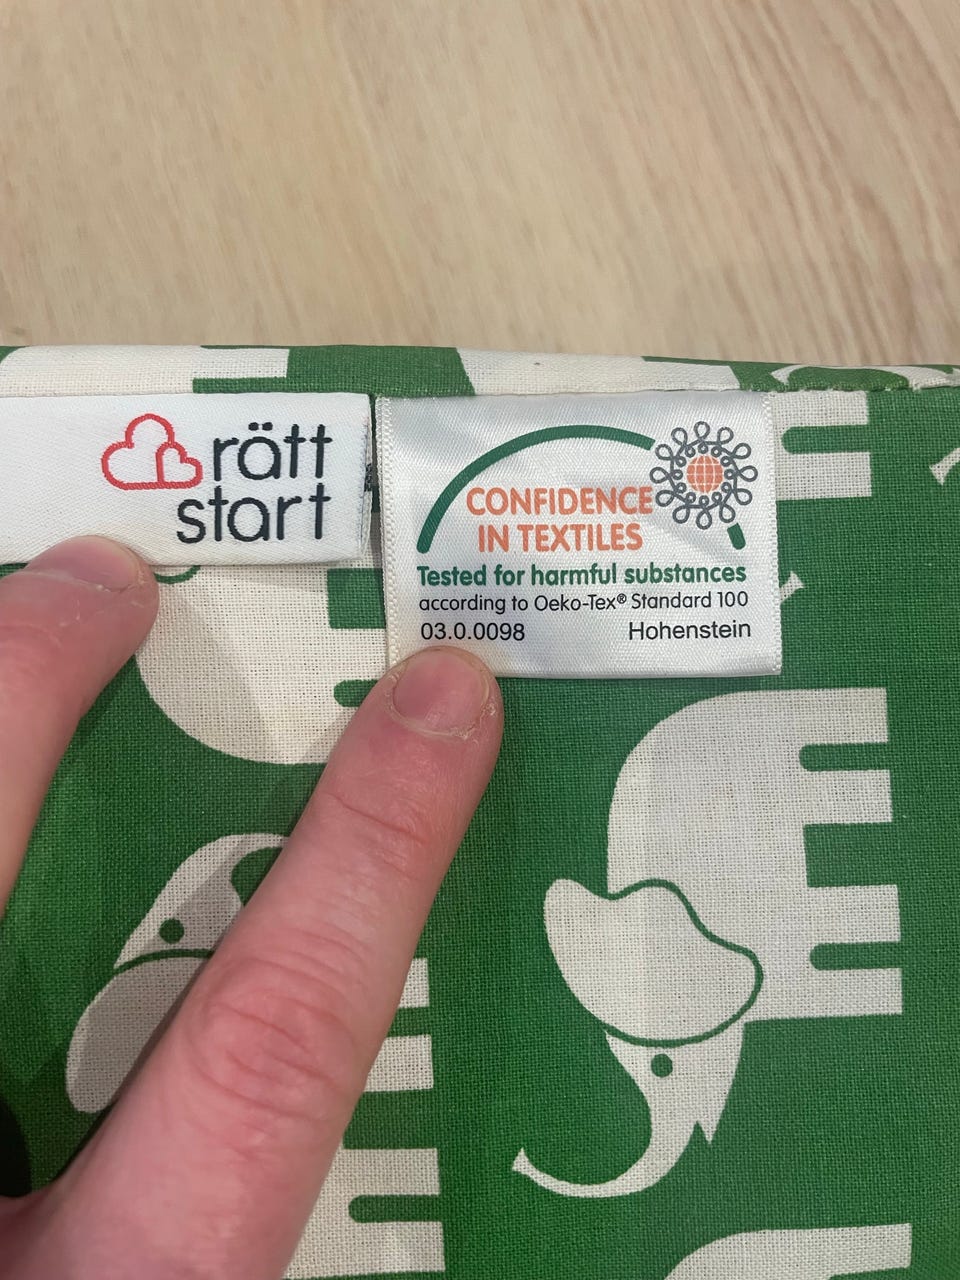 rätt
start
CONFIDENCE
IN TEXTILES
Tested for harmful substances
according to Oeko-Tex® Standard 100
03.0.0098 Hohenstein